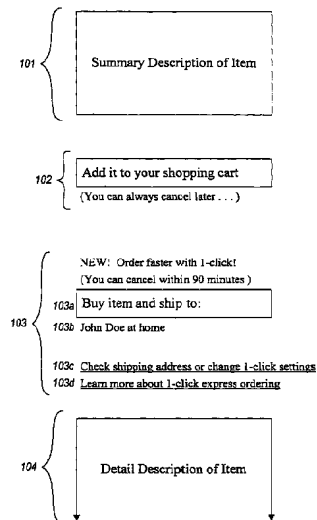 101
Summary Description of Item
102
Add it to your shopping cart
(You can always cancel later . . . )
103
NEW! Order faster with 1-click!
(You can cancel within 90 minutes )
103a Buy item and ship to:
103b John Doe at home
103c Check shipping address or change 1-click settings
103d Learn more about 1-click express ordering
104
Detail Description of Item